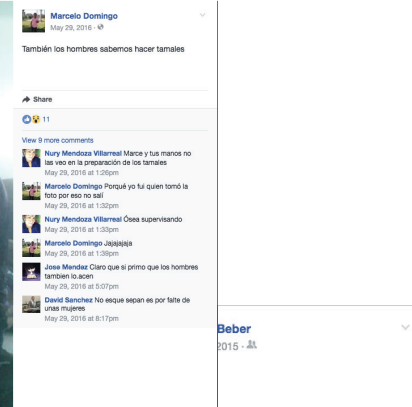 Marcelo Domingo
May 29, 2016 ·
También los hombres sabemos hacer tamales
Share
11
View 9 more comments
Nury Mendoza Villarreal Marce y tus manos no
las veo en la preparación de los tamales
May 29, 2016 at 1:26pm
Marcelo Domingo Porqué yo fui quien tomó la
foto por eso no salí
May 29, 2016 at 1:32pm
Nury Mendoza Villarreal Ósea supervisando
May 29, 2016 at 1:33pm
Marcelo Domingo Jajajajaja
May 29, 2016 at 1:39pm
Jose Mendez Claro que si primo que los hombres
tambien lo.acen
May 29, 2016 at 5:07pm
David Sanchez No esque sepan es por falte de
unas mujeres
May 29, 2016 at 8:17pm
Beber
2015 ·